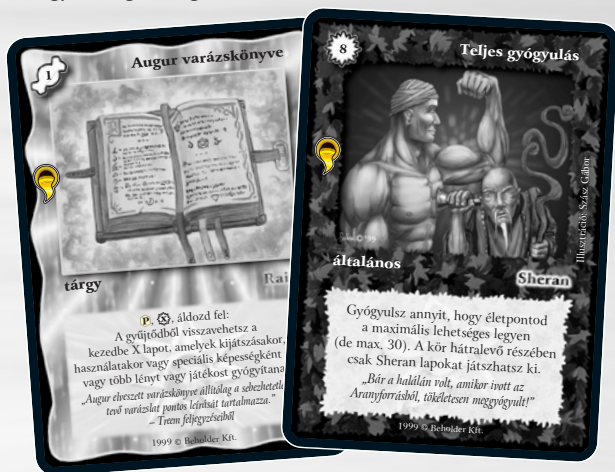 1
Augur varázskönyve
tárgy
P, X, áldozd fel:
A gyűjtődből visszavehetsz a
kezedbe X lapot, amelyek kijátszásakor,
használatakor vagy speciális képességként
vagy több lényt vagy játékost
„Augur elveszett varázskönyve állítólag a
tevő varázslat pontos leírását tartalmazza.”
– Treem feljegyzéseiből
1999 © Beholder Kft.
8
Teljes gyógyulás
Illusztráció: Szász Gábor
általános
Sheran
Gyógyulsz annyit, hogy életpontod
a maximális lehetséges legyen
(de max. 30). A kör hátralevő részében
csak Sheran lapokat játszhatsz ki.
„Bár a halálán volt, amikor ivott az
Aranyforrásból, tökéletesen meggyógyult!”
1999 © Beholder Kft.